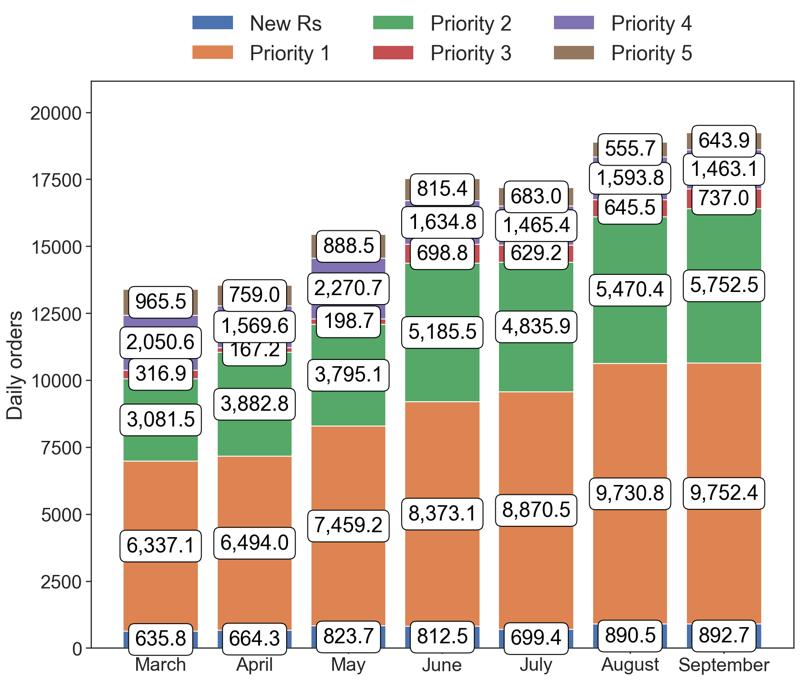 New Rs Priority 2 Priority 4
Priority 1 Priority 3 Priority 5
Daily orders
20000
17500
15000
12500
10000
7500
5000
2500
0
965.5 759.0 888.5 815.4 683.0 555.7 643.9
2,050.6 1,569.6 2,270.7 1,634.8 1,465.4 1,593.8 1,463.1
316.9 167.2 198.7 698.8 629.2 645.5 737.0
3,081.5 3,882.8 3,795.1 5,185.5 4,835.9 5,470.4 5,752.5
6,337.1 6,494.0 7,459.2 8,373.1 8,870.5 9,730.8 9,752.4
635.8 664.3 823.7 812.5 699.4 890.5 892.7
March April May June July August September